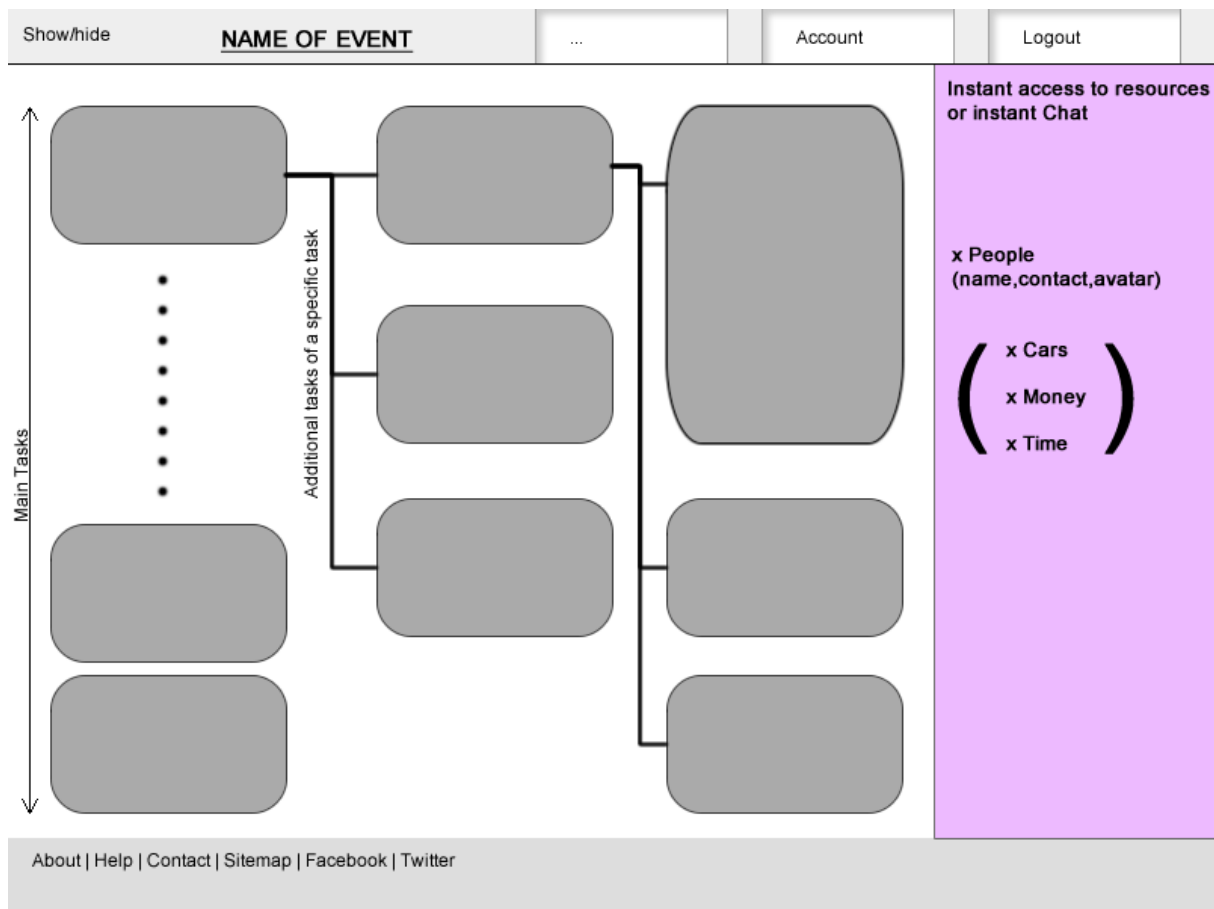 Show/hide
NAME OF EVENT
...
Account
Logout
Main Tasks
Additional tasks of a specific task
Instant access to resources
or instant Chat
x People
(name,contact,avatar)
( x Cars
x Money
x Time )
About | Help | Contact | Sitemap | Facebook | Twitter